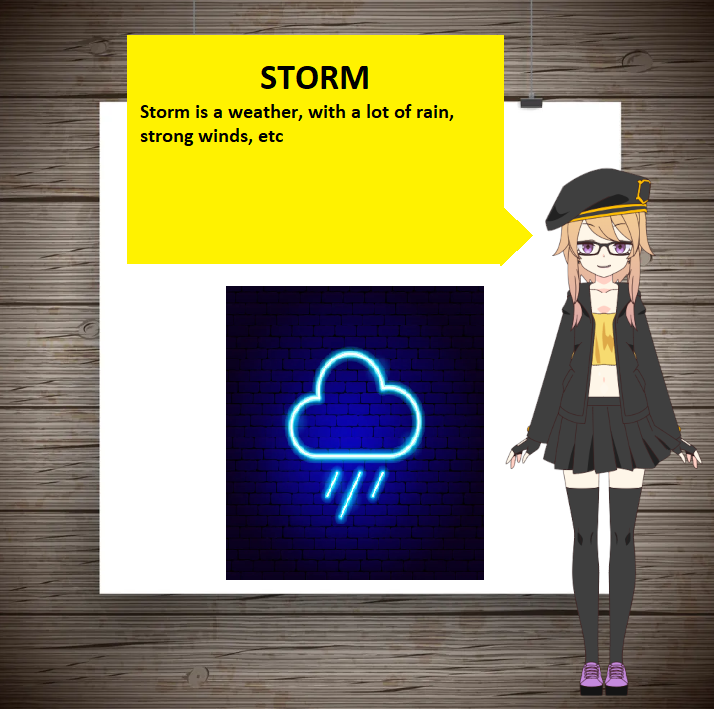 STORM
Storm is a weather, with a lot of rain,
strong winds, etc